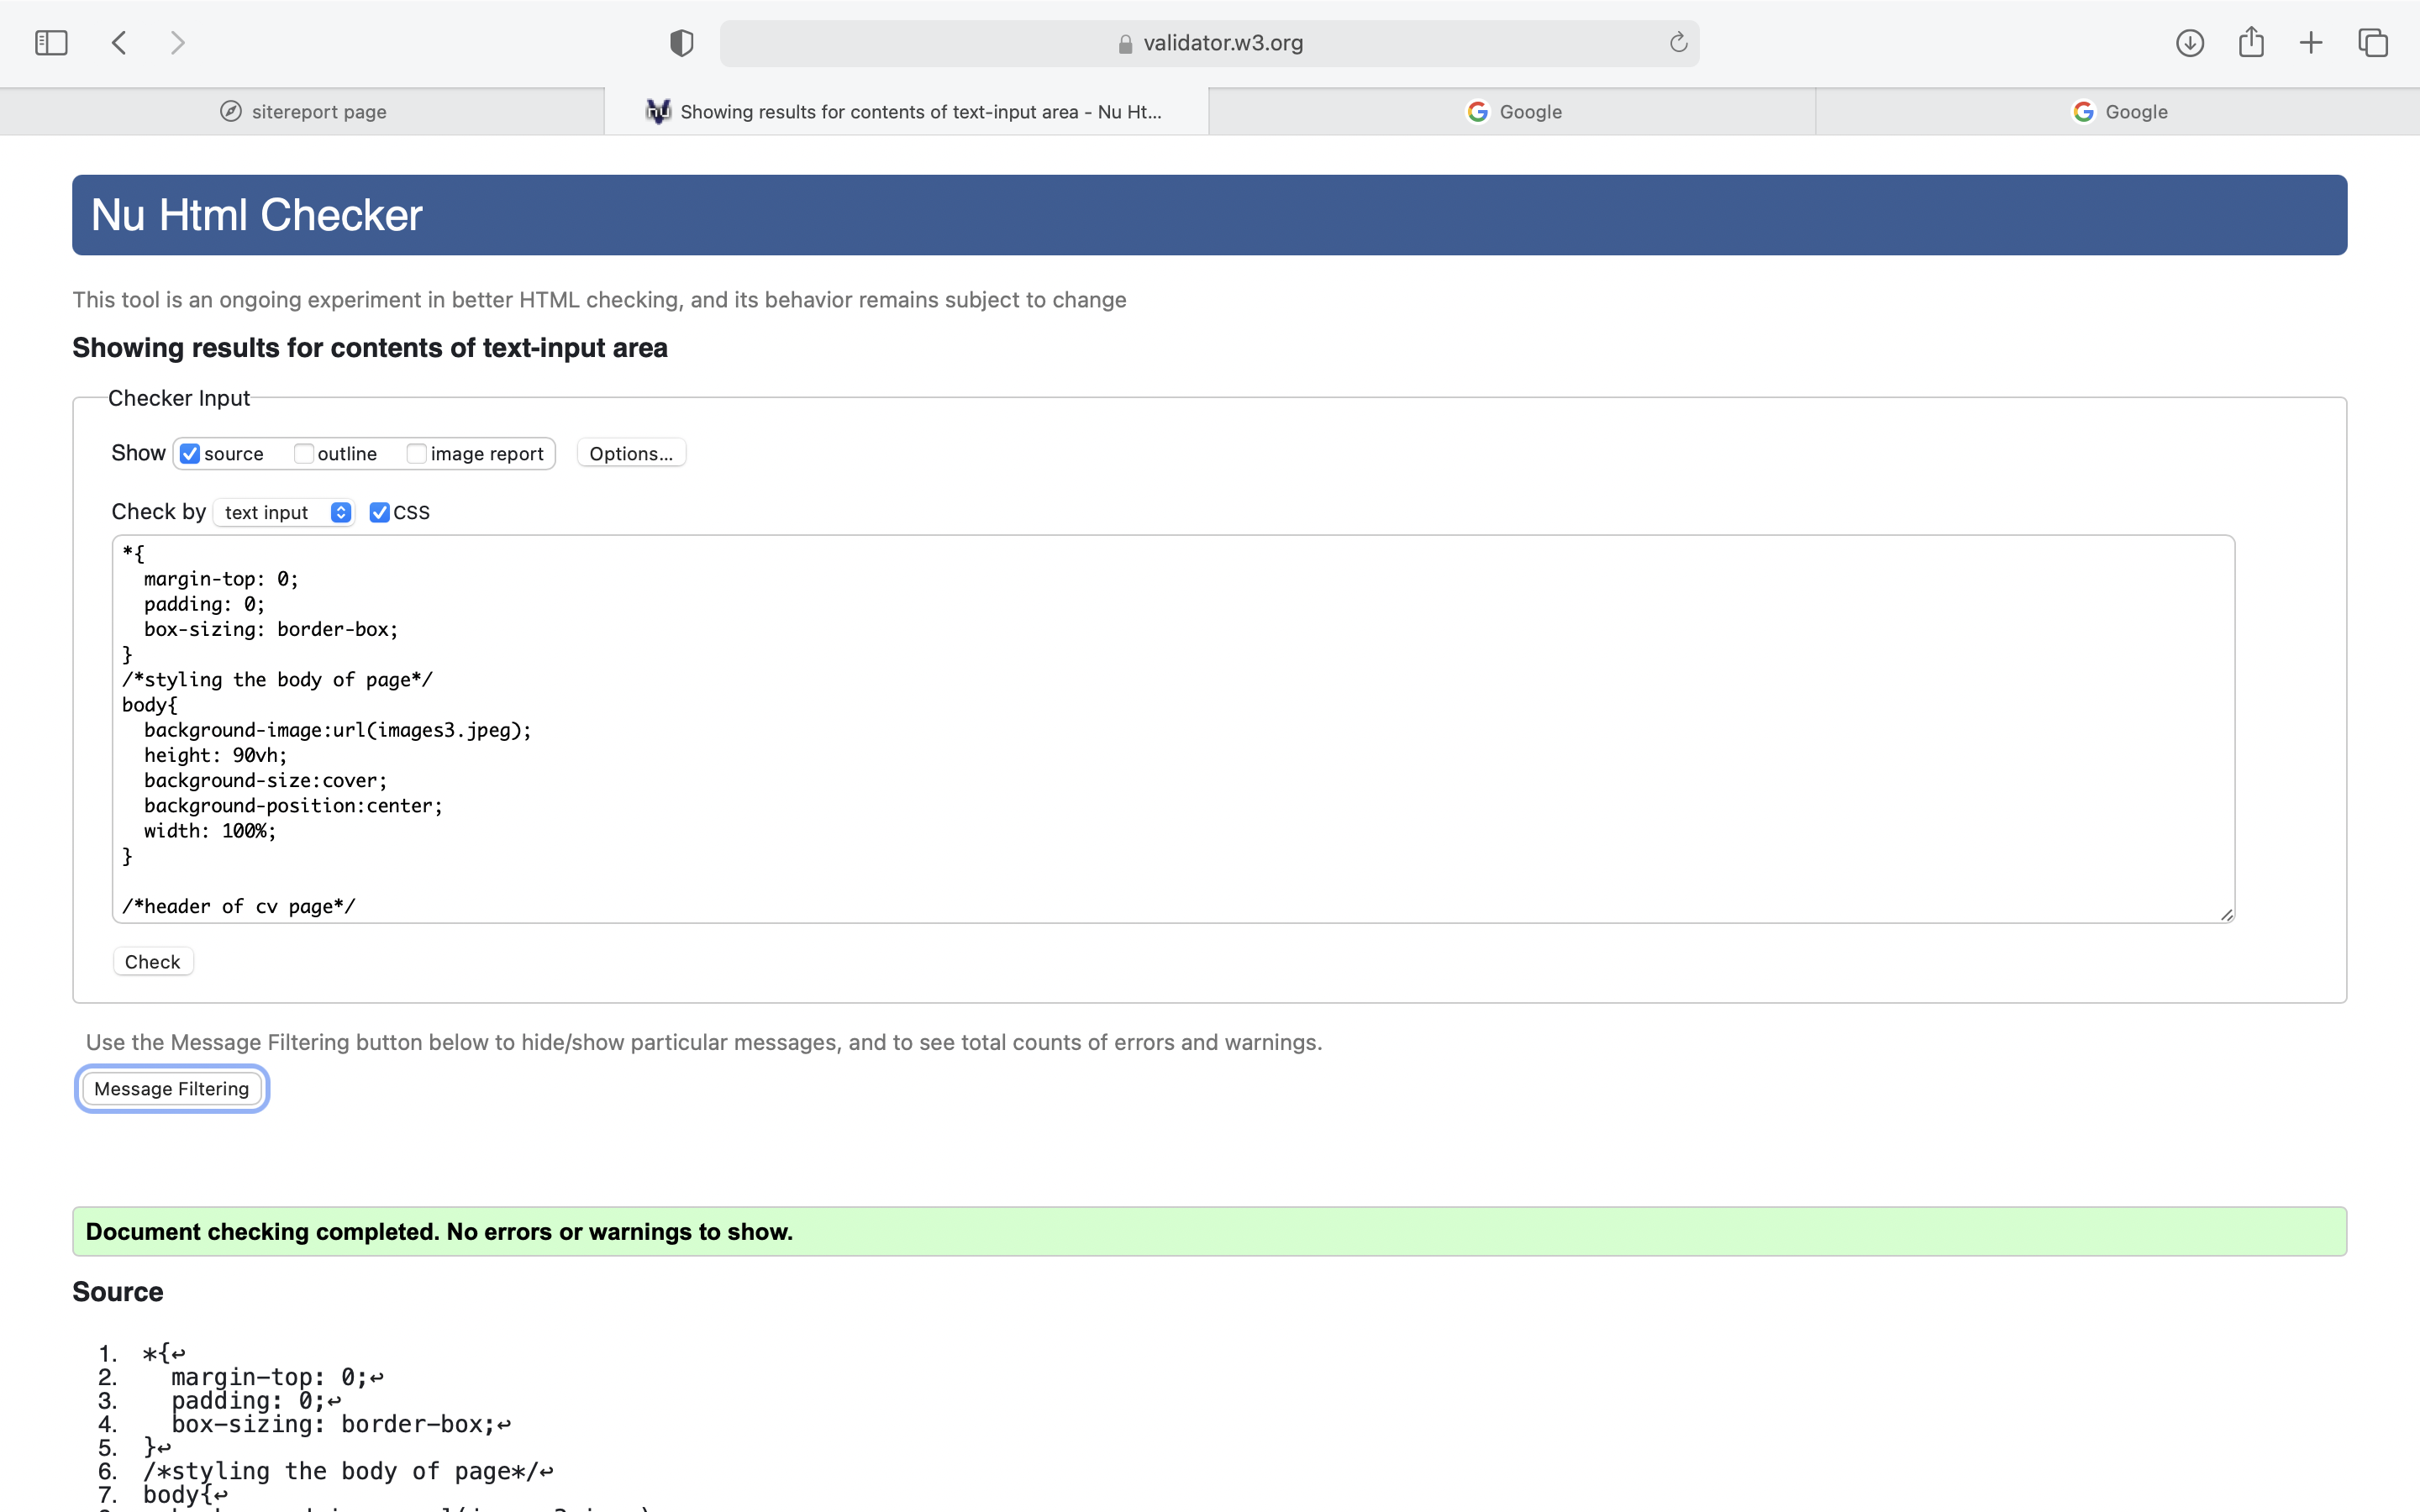 validator.w3.org
sitereport page
Showing results for contents of text-input area - Nu Ht...
Google
Google
Nu Html Checker
This tool is an ongoing experiment in better HTML checking, and its behavior remains subject to change
Showing results for contents of text-input area
Checker Input
Show source outline image report Options...
Check by text input CSS
*{
margin-top: 0;
padding: 0;
box-sizing: border-box;
}
/*styling the body of page*/
body{
background-image:url(images3.jpeg);
height: 90vh;
background-size:cover;
background-position:center;
width: 100%;
}
/*header of cv page*/
Check
Use the Message Filtering button below to hide/show particular messages, and to see total counts of errors and warnings.
Message Filtering
Document checking completed. No errors or warnings to show.
Source
1. *{↩
2. margin-top: 0;↩
3. padding: 0;↩
4. box-sizing: border-box;↩
5. }↩
6. /*styling the body of page*/↩
7. body{↩